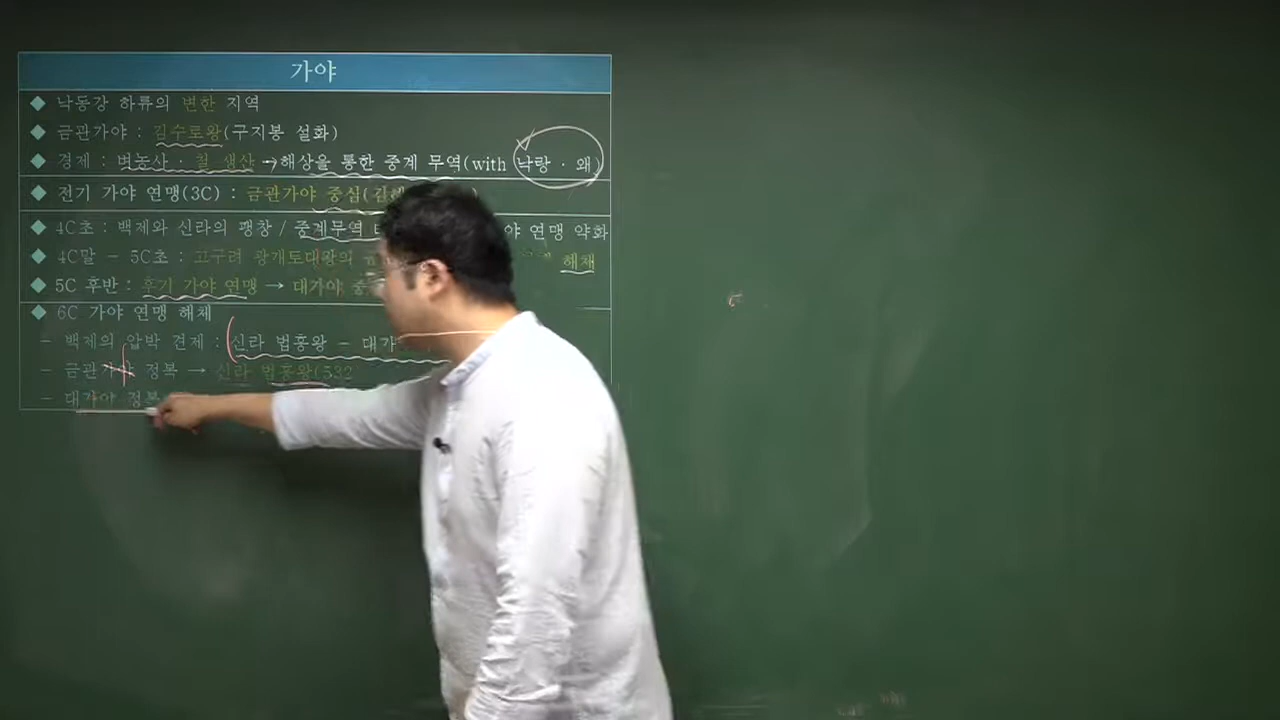 가야
◆ 낙동강 하류의 변한 지역
◆ 금관가야 : 김수로왕(구지봉 설화)
◆ 경제 : 벼농사 · 철 생산 → 해상을 통한 중계 무역(with 낙랑 · 왜)
◆ 전기 가야 연맹(3C) : 금관가야 중심(김해
◆ 4C초 : 백제와 신라의 팽창 / 중계무역 야 연맹 약화
◆ 4C말 - 5C초 : 고구려 광개토대왕의 해체
◆ 5C 후반 : 후기 가야 연맹 → 대가야 중
◆ 6C 가야 연맹 해체
- 백제의 압박 견제 : 신라 법흥왕 - 대가
- 금관가야 정복 → 신라 법흥왕(532
- 대가야 정복